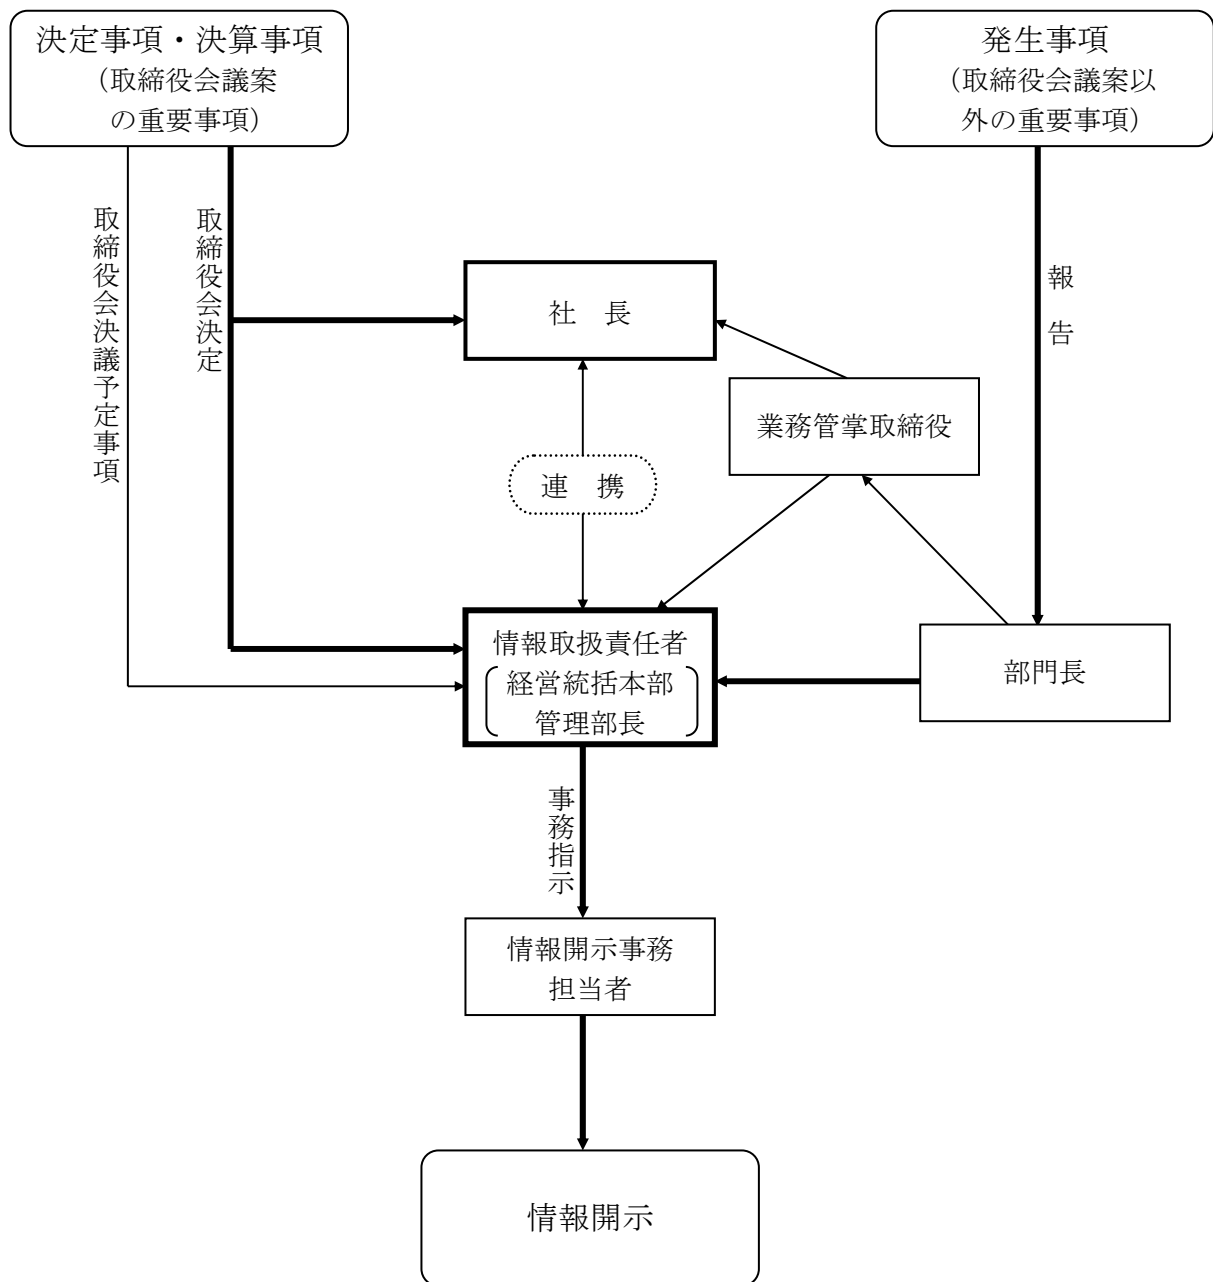 決定事項・決算事項
（取締役会議案
の重要事項）
発生事項
（取締役会議案以
外の重要事項）
取締役会決議予定事項
取締役会決定
報告
社　長
業務管掌取締役
連　携
情報取扱責任者
経営統括本部
管理部長
部門長
事務指示
情報開示事務
担当者
情報開示